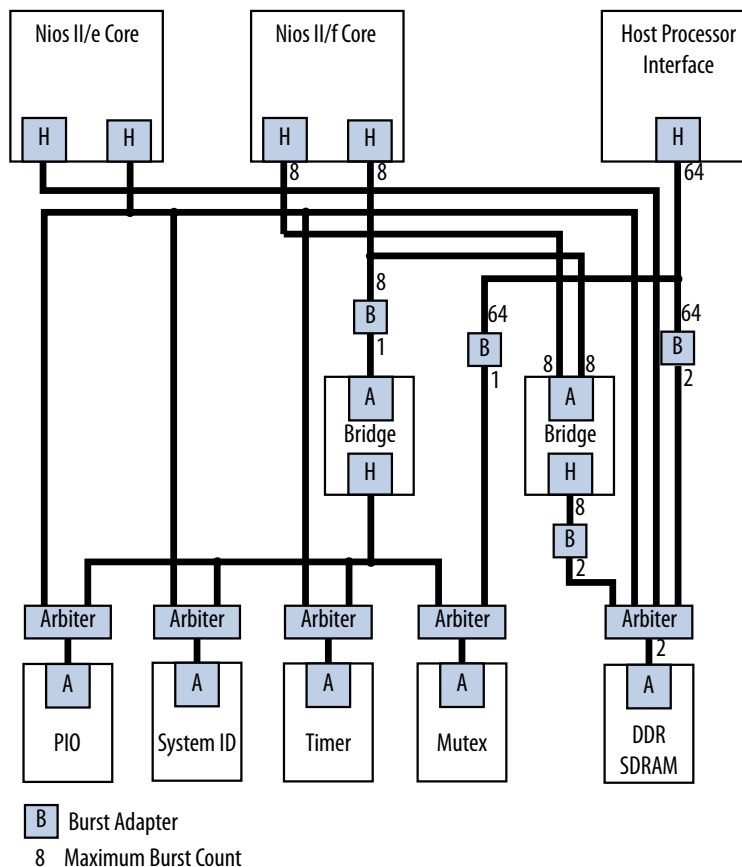 Nios II/e Core
Nios II/f Core
Host Processor
Interface
H
H
H
H
H
8
8
64
8
64
64
B
B
B
1
1
2
8
8
A
A
Bridge
Bridge
H
H
8
B
2
Arbiter
Arbiter
Arbiter
Arbiter
Arbiter
2
A
A
A
A
A
PIO
System ID
Timer
Mutex
DDR
SDRAM
B Burst Adapter
8 Maximum Burst Count